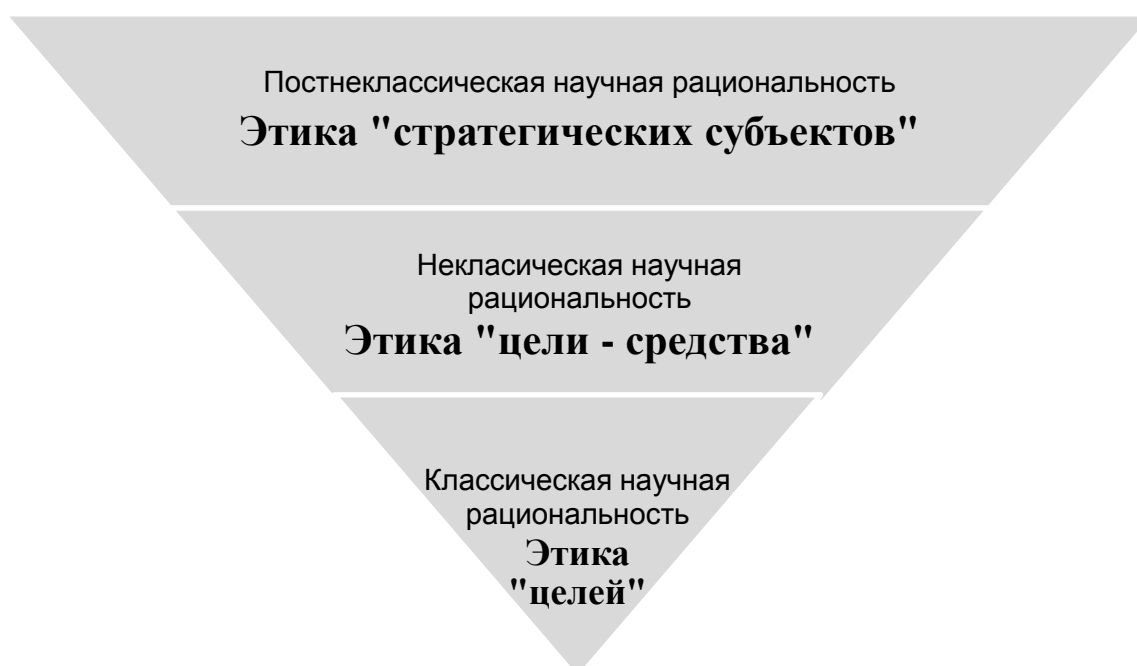 Постнеклассическая научная рациональность
Этика "стратегических субъектов"
Некласическая научная
рациональность
Этика "цели - средства"
Классическая научная
рациональность
Этика
"целей"